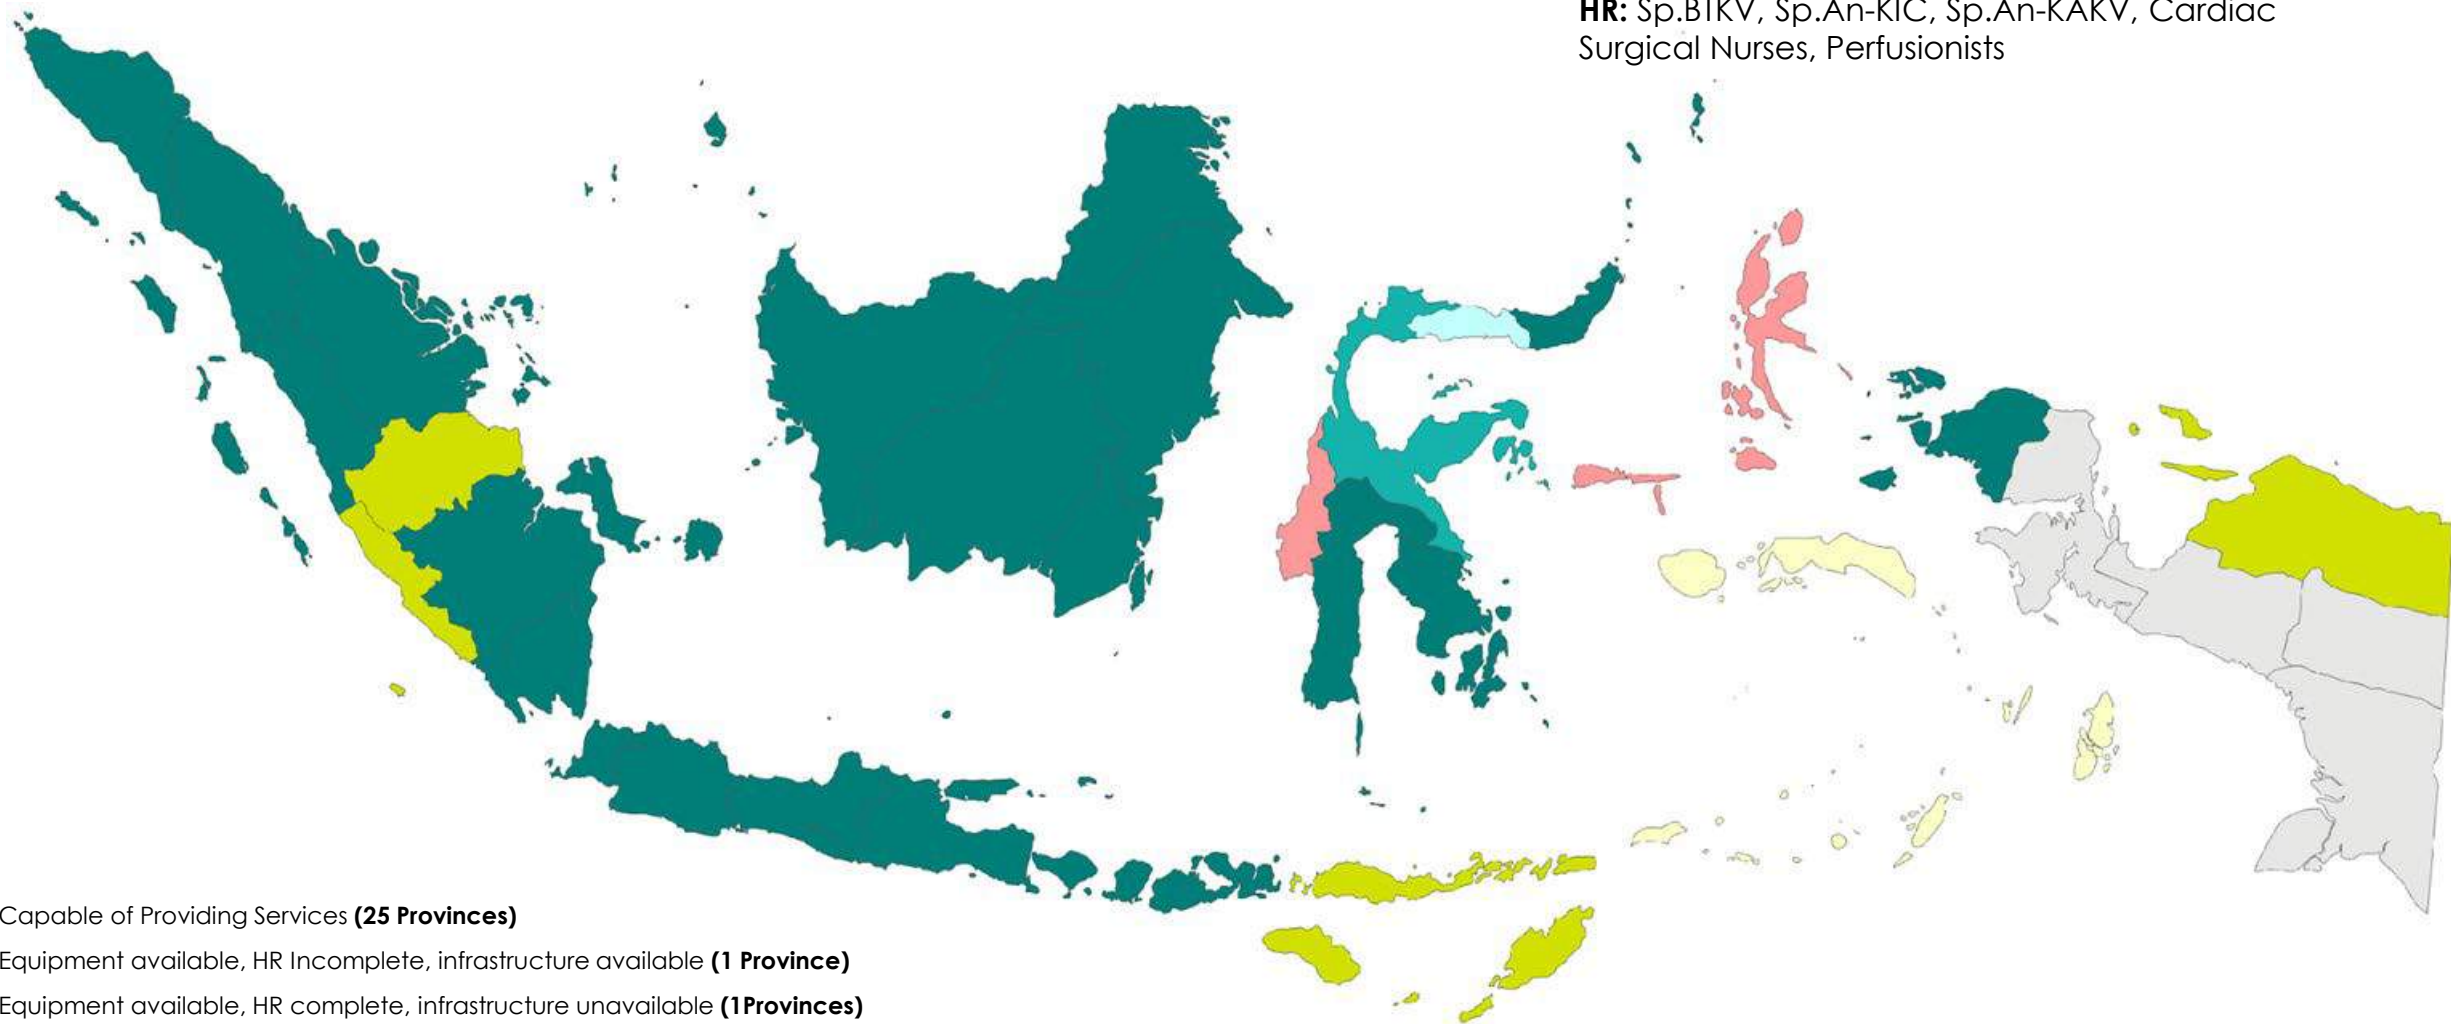 HR: Sp.BTKV, Sp.An-KIC, Sp.An-KAKV, Cardiac
Surgical Nurses, Perfusionists
Capable of Providing Services (25 Provinces)
Equipment available, HR Incomplete, infrastructure available (1 Province)
Equipment available, HR complete, infrastructure unavailable (1Provinces)